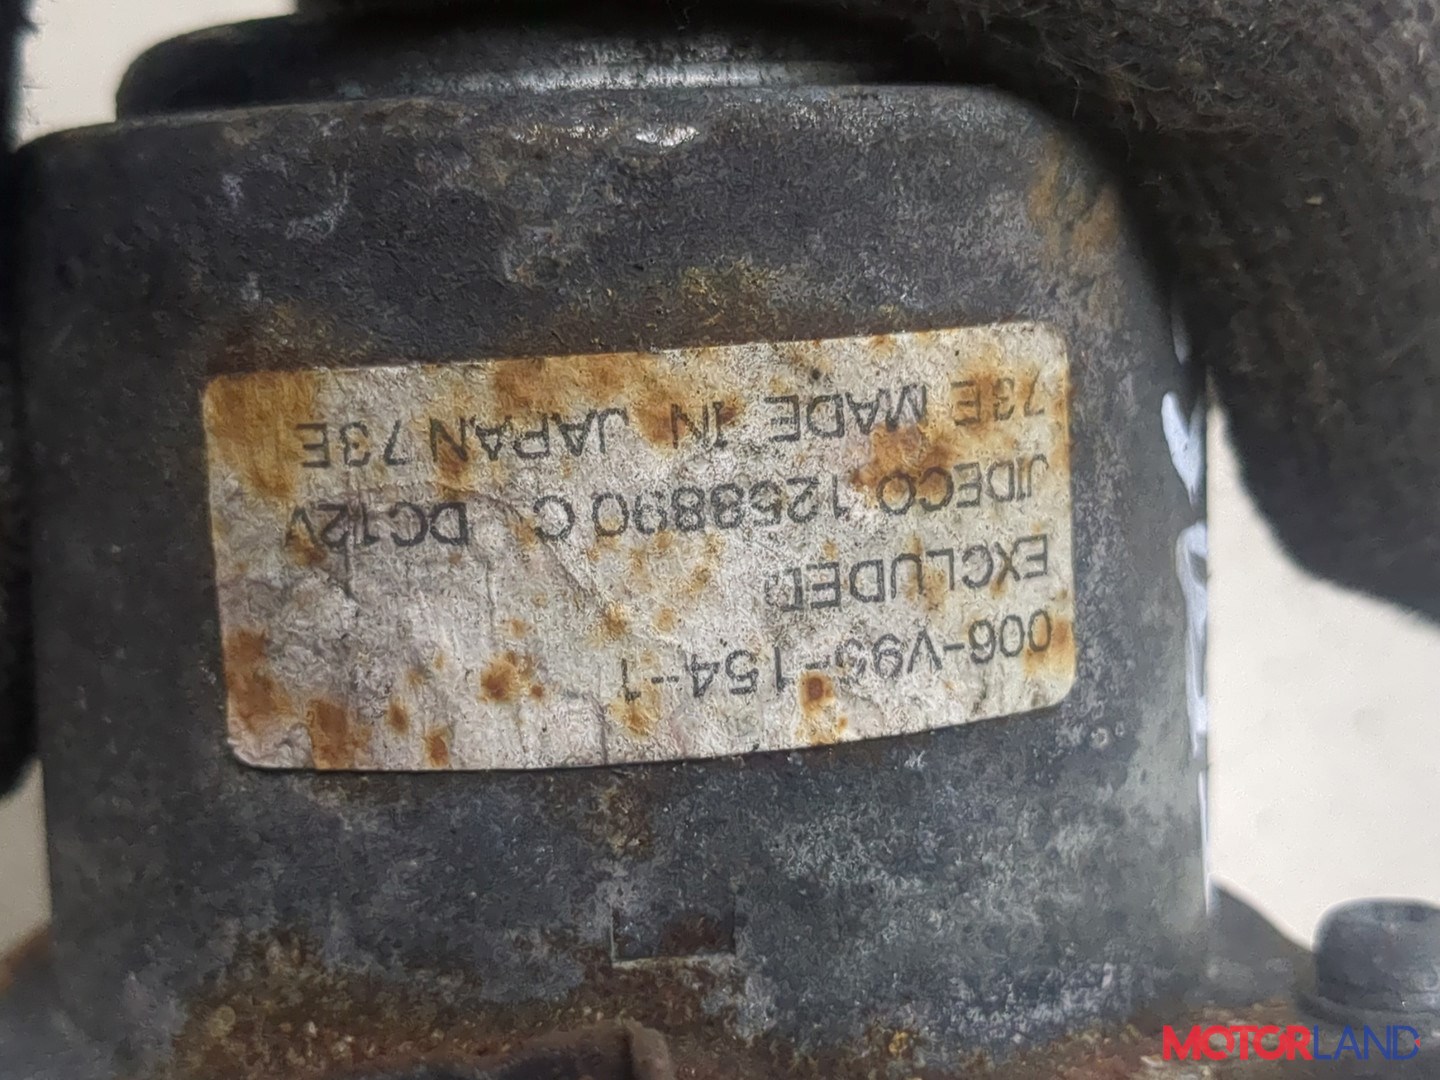 006-V95-154-1
EXCLUDED
JIDECO 1258890 C DC12V
73E MADE IN JAPAN 73E
MOTORLAND